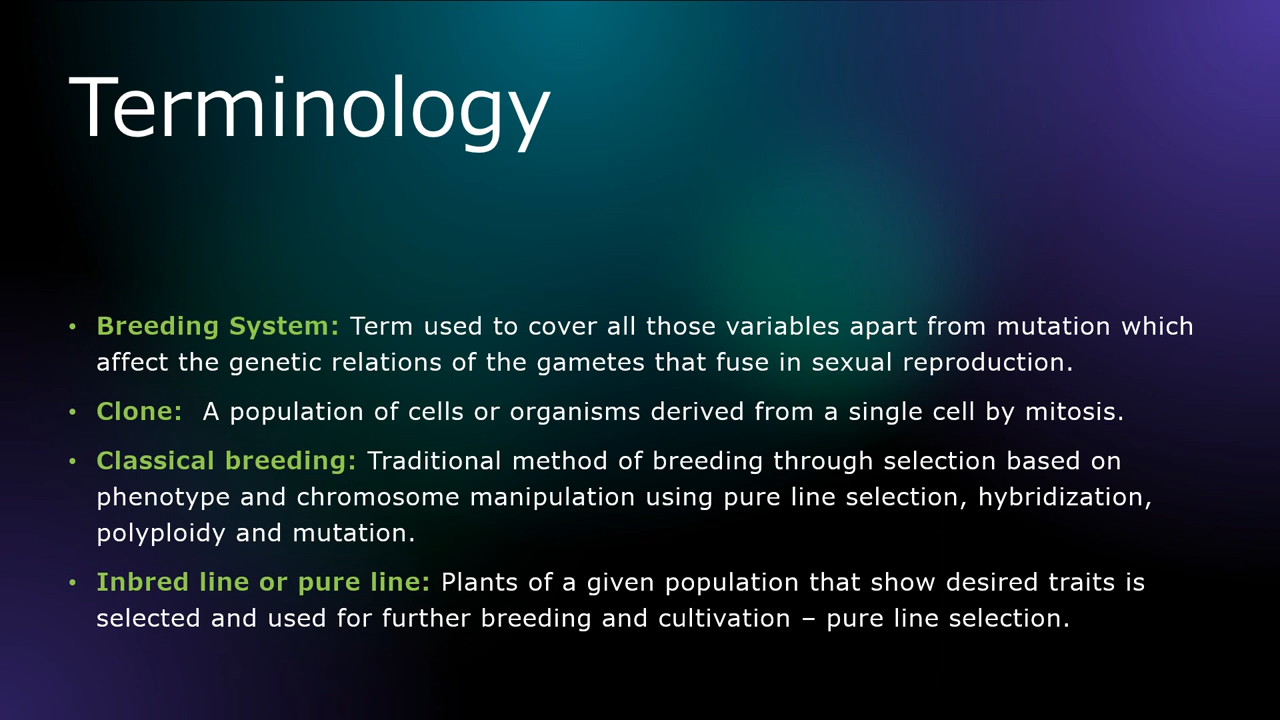 Terminology
• Breeding System: Term used to cover all those variables apart from mutation which
affect the genetic relations of the gametes that fuse in sexual reproduction.
• Clone:  A population of cells or organisms derived from a single cell by mitosis.
• Classical breeding: Traditional method of breeding through selection based on
phenotype and chromosome manipulation using pure line selection, hybridization,
polyploidy and mutation.
• Inbred line or pure line: Plants of a given population that show desired traits is
selected and used for further breeding and cultivation – pure line selection.